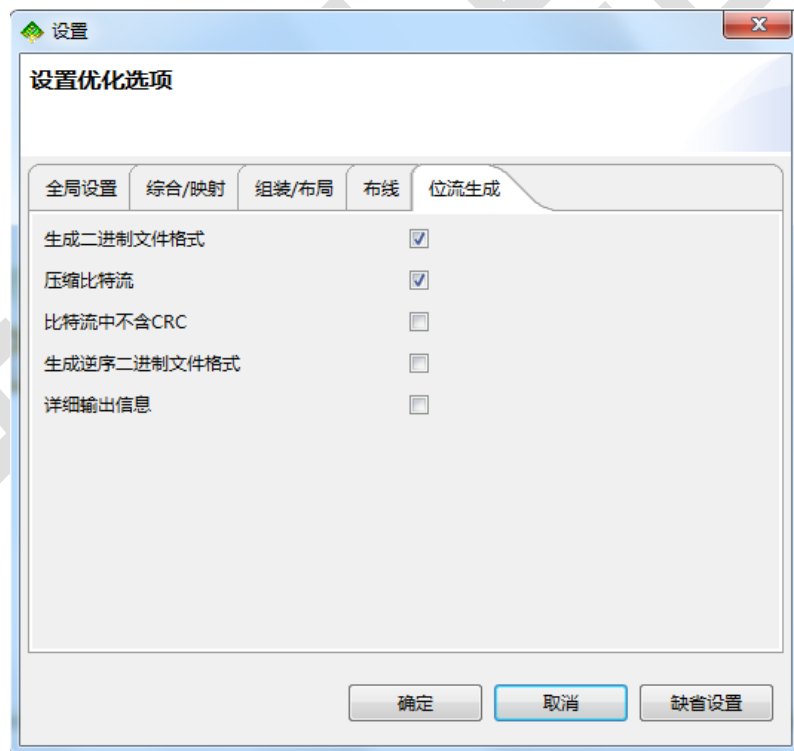 设置
设置优化选项
全局设置 综合/映射 组装/布局 布线 位流生成
生成二进制文件格式
压缩比特流
比特流中不含CRC
生成逆序二进制文件格式
详细输出信息
确定 取消 缺省设置